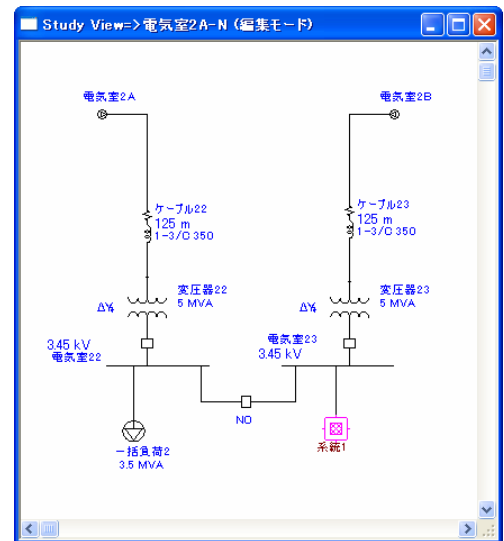 Study View=>電気室2A-N (編集モード)
電気室2A
電気室2B
ケーブル22
125 m
1-3/C 350
ケーブル23
125 m
1-3/C 350
変圧器22
5 MVA
変圧器23
5 MVA
3.45 kV
電気室22
電気室23
3.45 kV
NO
一括負荷2
3.5 MVA
系統1